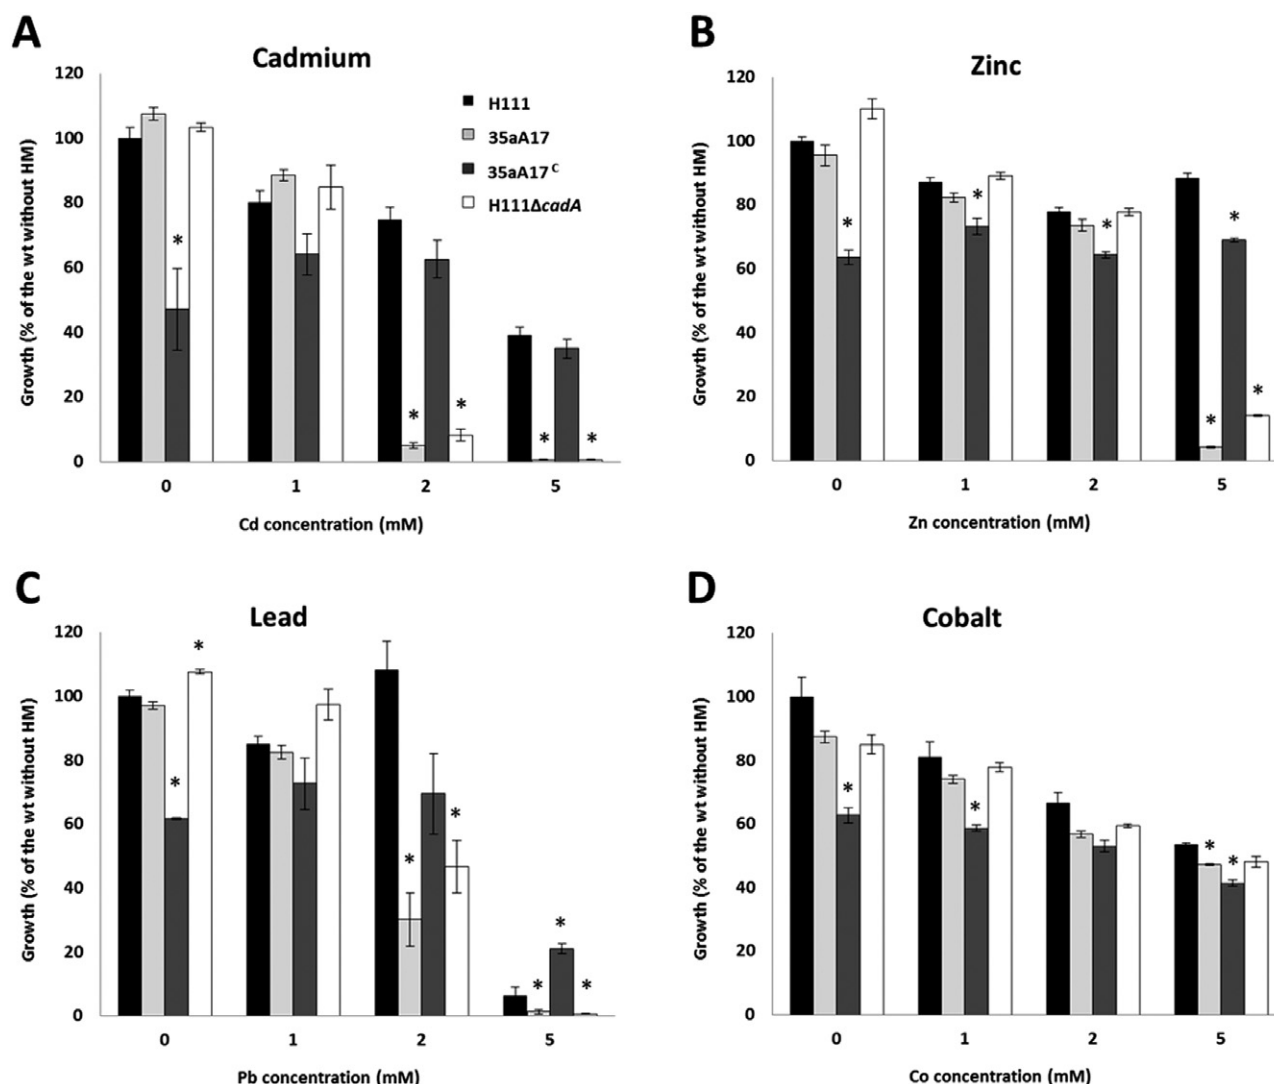 A
Cadmium
Growth (% of the wt without HM)
120
100
80
60
40
20
0
H111
35aA17
35aA17 C
H111ΔcadA
*
*
*
*
*
0 1 2 5
Cd concentration (mM)
B
Zinc
Growth (% of the wt without HM)
120
100
80
60
40
20
0
*
*
*
*
*
*
0 1 2 5
Zn concentration (mM)
C
Lead
Growth (% of the wt without HM)
120
100
80
60
40
20
0
*
*
*
*
*
*
*
0 1 2 5
Pb concentration (mM)
D
Cobalt
Growth (% of the wt without HM)
120
100
80
60
40
20
0
*
*
*
*
0 1 2 5
Co concentration (mM)